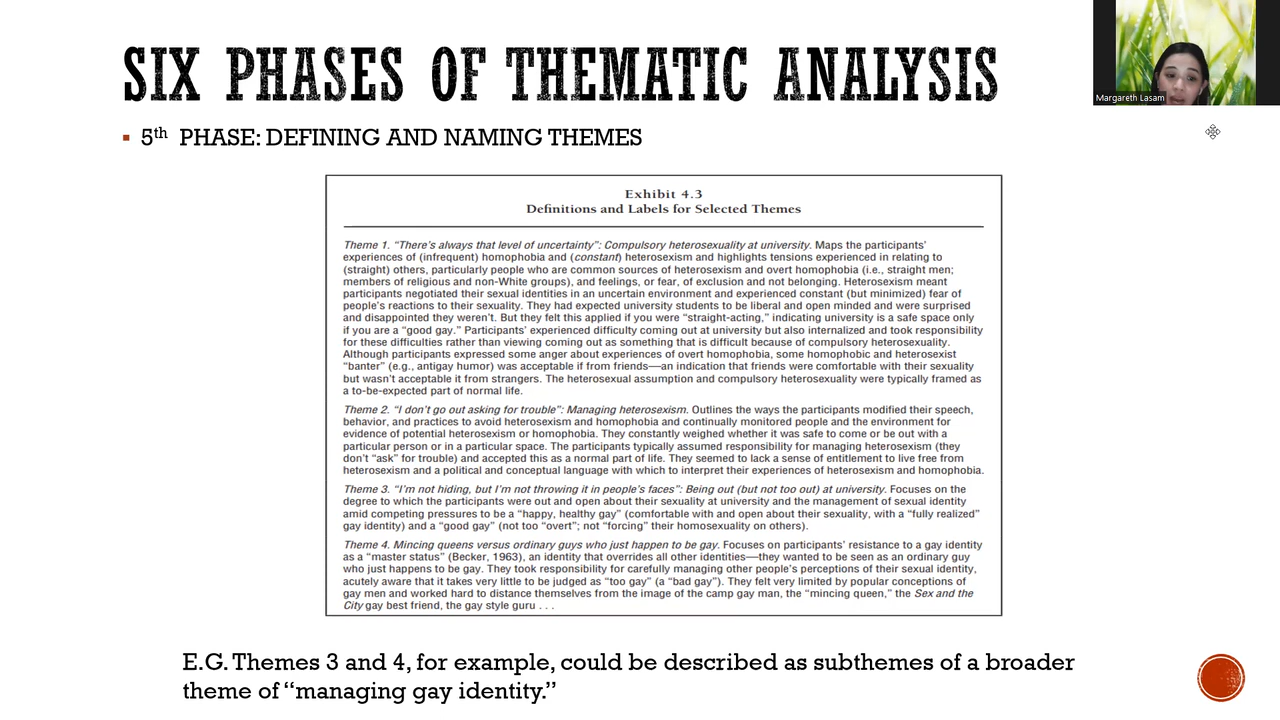 SIX PHASES OF THEMATIC ANALYSIS
Margareth Lasam
▪ 5th PHASE: DEFINING AND NAMING THEMES
Exhibit 4.3
Definitions and Labels for Selected Themes
Theme 1. “There’s always that level of uncertainty”: Compulsory heterosexuality at university. Maps the participants’
experiences of (infrequent) homophobia and (constant) heterosexism and highlights tensions experienced in relating to
(straight) others, particularly people who are common sources of heterosexism and overt homophobia (i.e., straight men;
members of religious and non-White groups), and feelings, or fear, of exclusion and not belonging. Heterosexism meant
participants negotiated their sexual identities in an uncertain environment and experienced constant (but minimized) fear of
people’s reactions to their sexuality. They had expected university students to be liberal and open minded and were surprised
and disappointed they weren’t. But they felt this applied if you were “straight-acting,” indicating university is a safe space only
if you are a “good gay.” Participants’ experienced difficulty coming out at university but also internalized and took responsibility
for these difficulties rather than viewing coming out as something that is difficult because of compulsory heterosexuality.
Although participants expressed some anger about experiences of overt homophobia, some homophobic and heterosexist
“banter” (e.g., antigay humor) was acceptable if from friends—an indication that friends were comfortable with their sexuality
but wasn’t acceptable it from strangers. The heterosexual assumption and compulsory heterosexuality were typically framed as
a to-be-expected part of normal life.
Theme 2. “I don’t go out asking for trouble”: Managing heterosexism. Outlines the ways the participants modified their speech,
behavior, and practices to avoid heterosexism and homophobia and continually monitored people and the environment for
evidence of potential heterosexism or homophobia. They constantly weighed whether it was safe to come or be out with a
particular person or in a particular space. The participants typically assumed responsibility for managing heterosexism (they
don’t “ask” for trouble) and accepted this as a normal part of life. They seemed to lack a sense of entitlement to live free from
heterosexism and a political and conceptual language with which to interpret their experiences of heterosexism and homophobia.
Theme 3. “I’m not hiding, but I’m not throwing it in people’s faces”: Being out (but not too out) at university. Focuses on the
degree to which the participants were out and open about their sexuality at university and the management of sexual identity
amid competing pressures to be a “happy, healthy gay” (comfortable with and open about their sexuality, with a “fully realized”
gay identity) and a “good gay” (not too “overt”; not “forcing” their homosexuality on others).
Theme 4. Mincing queens versus ordinary guys who just happen to be gay. Focuses on participants’ resistance to a gay identity
as a “master status” (Becker, 1963), an identity that overrides all other identities—they wanted to be seen as an ordinary guy
who just happens to be gay. They took responsibility for carefully managing other people’s perceptions of their sexual identity,
acutely aware that it takes very little to be judged as “too gay” (a “bad gay”). They felt very limited by popular conceptions of
gay men and worked hard to distance themselves from the image of the camp gay man, the “mincing queen,” the Sex and the
City gay best friend, the gay style guru . . .
E.G. Themes 3 and 4, for example, could be described as subthemes of a broader
theme of “managing gay identity.”